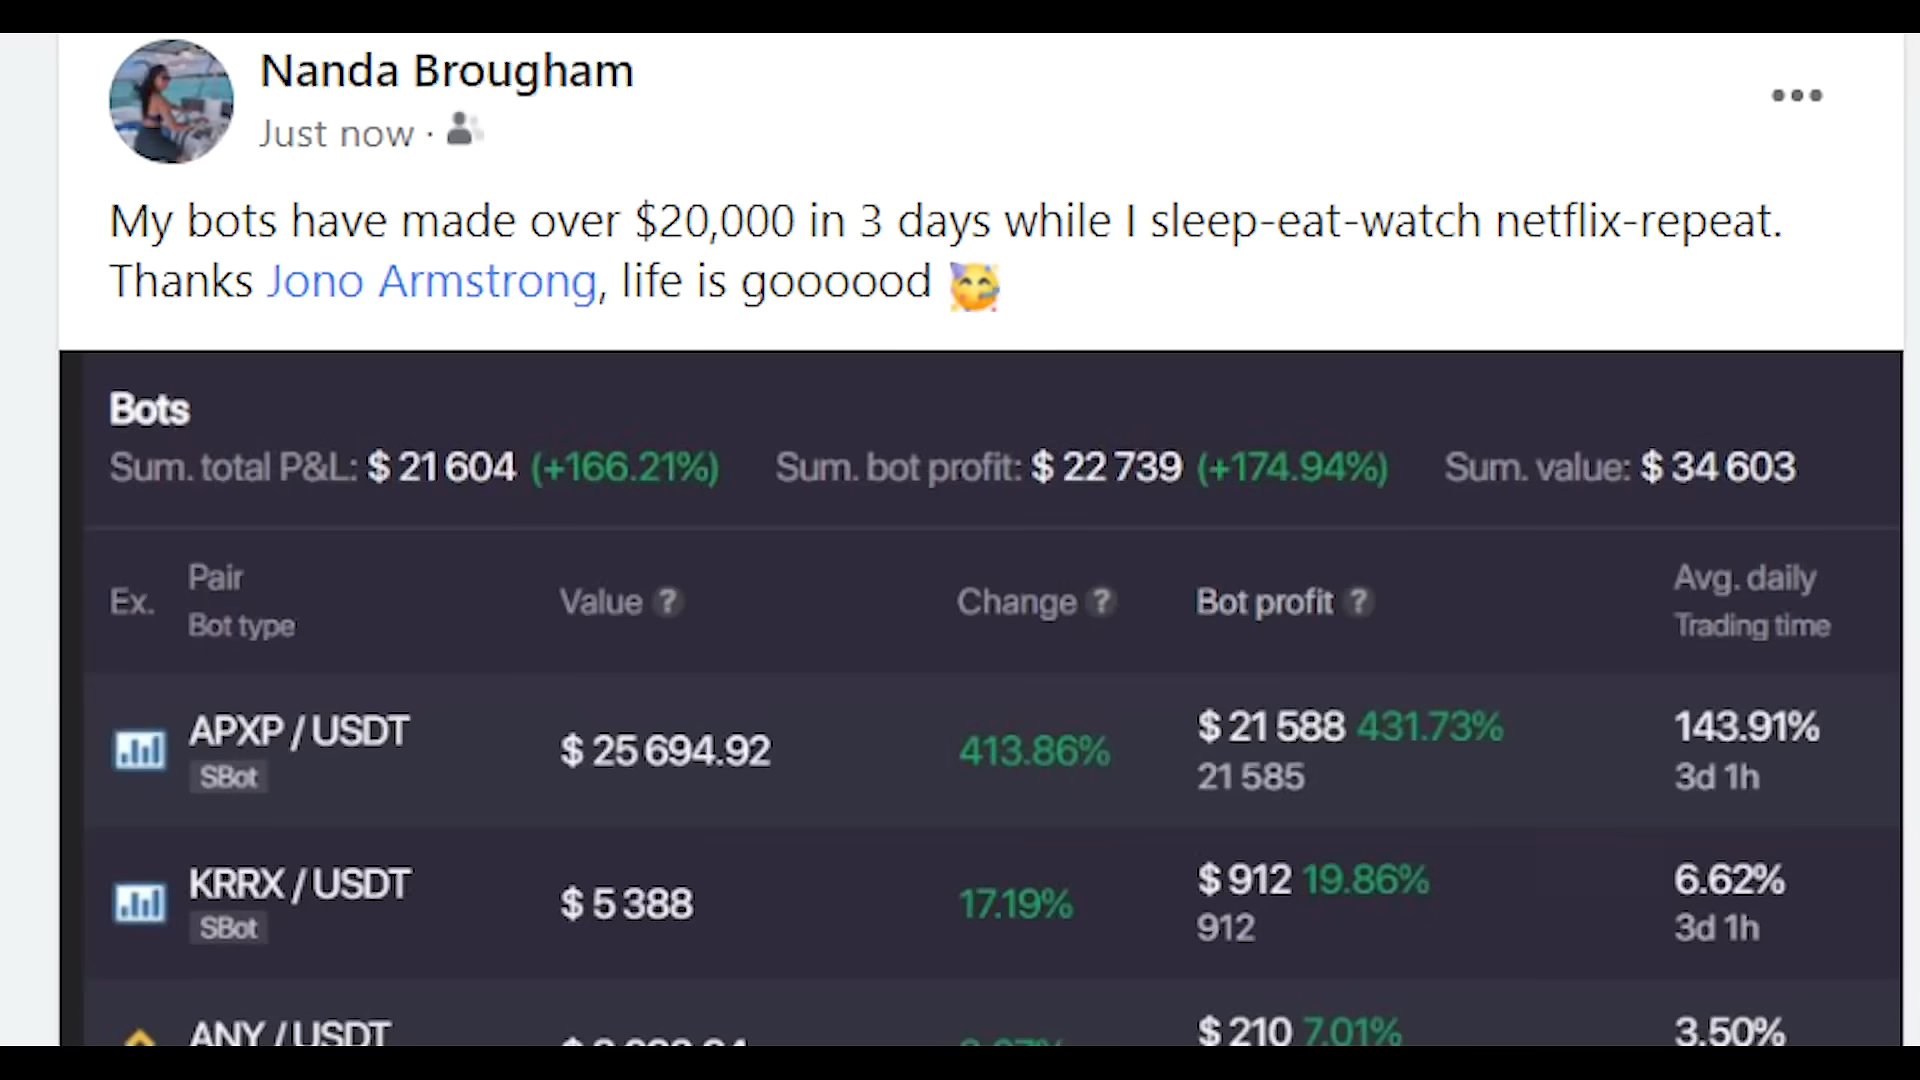 Nanda Brougham
Just now ·
My bots have made over $20,000 in 3 days while I sleep-eat-watch netflix-repeat.
Thanks Jono Armstrong, life is goooood
Bots
Sum. total P&L: $ 21 604 (+166.21%) Sum. bot profit: $ 22 739 (+174.94%) Sum. value: $ 34 603
Ex. Pair Value ? Change ? Bot profit ? Avg. daily
Bot type Trading time
APXP / USDT $ 25 694.92 413.86% $ 21 588 431.73% 143.91%
SBot 21 585 3d 1h
KRRX / USDT $ 5 388 17.19% $ 912 19.86% 6.62%
SBot 912 3d 1h
ANY / USDT $ 210 7.01% 3.50%